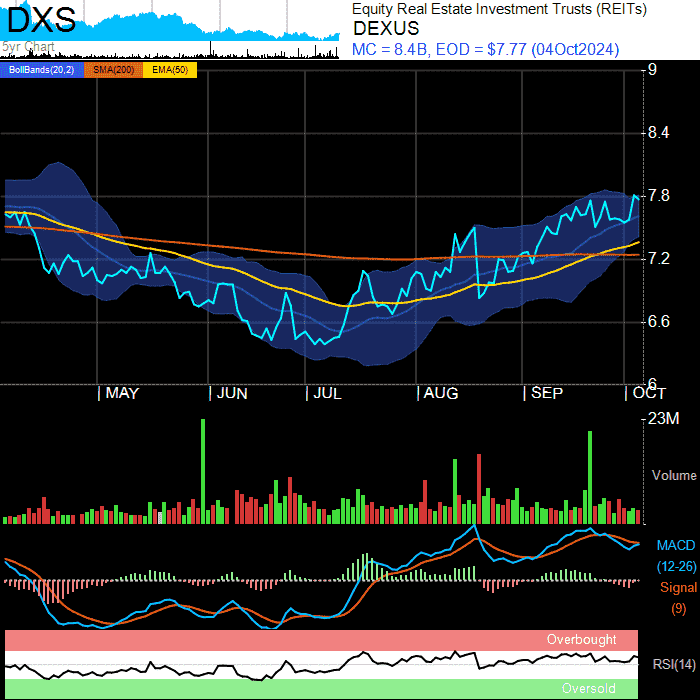 DXS
5yr Chart
Equity Real Estate Investment Trusts (REITs)
DEXUS
MC = 8.4B, EOD = $7.77 (04Oct2024)
BollBands(20,2) SMA(200) EMA(50)
9
8.4
7.8
7.2
6.6
6
MAY JUN JUL AUG SEP OCT
23M
Volume
MACD
(12-26)
Signal
(9)
Overbought
RSI(14)
Oversold